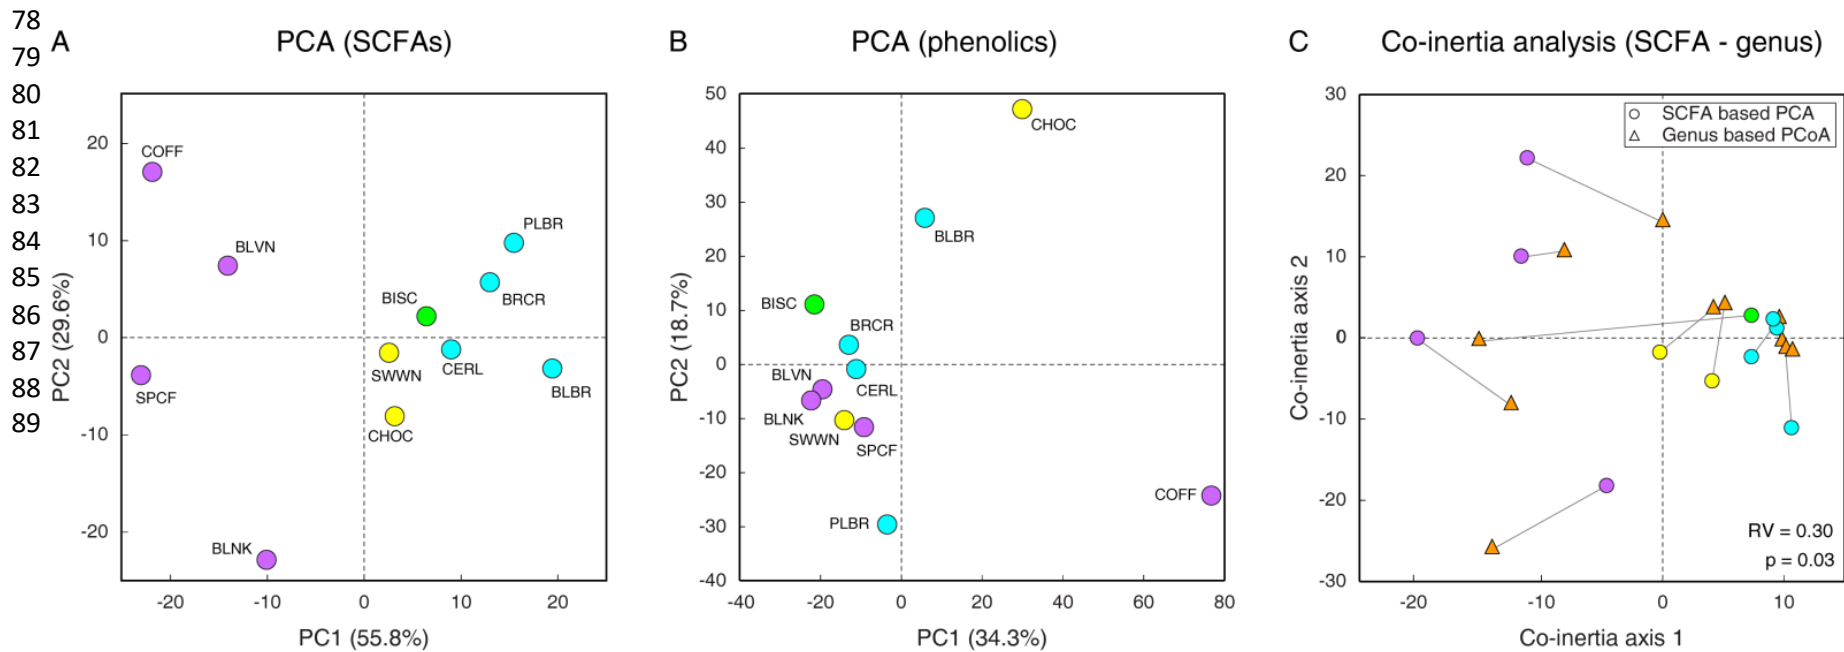 78
79
80
81
82
83
84
85
86
87
88
89
A
PCA (SCFAs)
20
10
0
-10
-20
PC2 (29.6%)
COFF
BLVN
PLBR
BISC
BRCR
SWWN
CERL
BLBR
SPCF
CHOC
BLNK
-20
-10
0
10
20
PC1 (55.8%)
B
PCA (phenolics)
50
40
30
20
10
0
-10
-20
-30
-40
PC2 (18.7%)
CHOC
BLBR
BISC
BRCR
BLVN
CERL
BLNK
SWWN
SPCF
COFF
PLBR
-40
-20
0
20
40
60
80
PC1 (34.3%)
C
Co-inertia analysis (SCFA - genus)
30
20
10
0
-10
-20
-30
Co-inertia axis 2
SCFA based PCA
Genus based PCoA
RV = 0.30
p = 0.03
-20
-10
0
10
Co-inertia axis 1